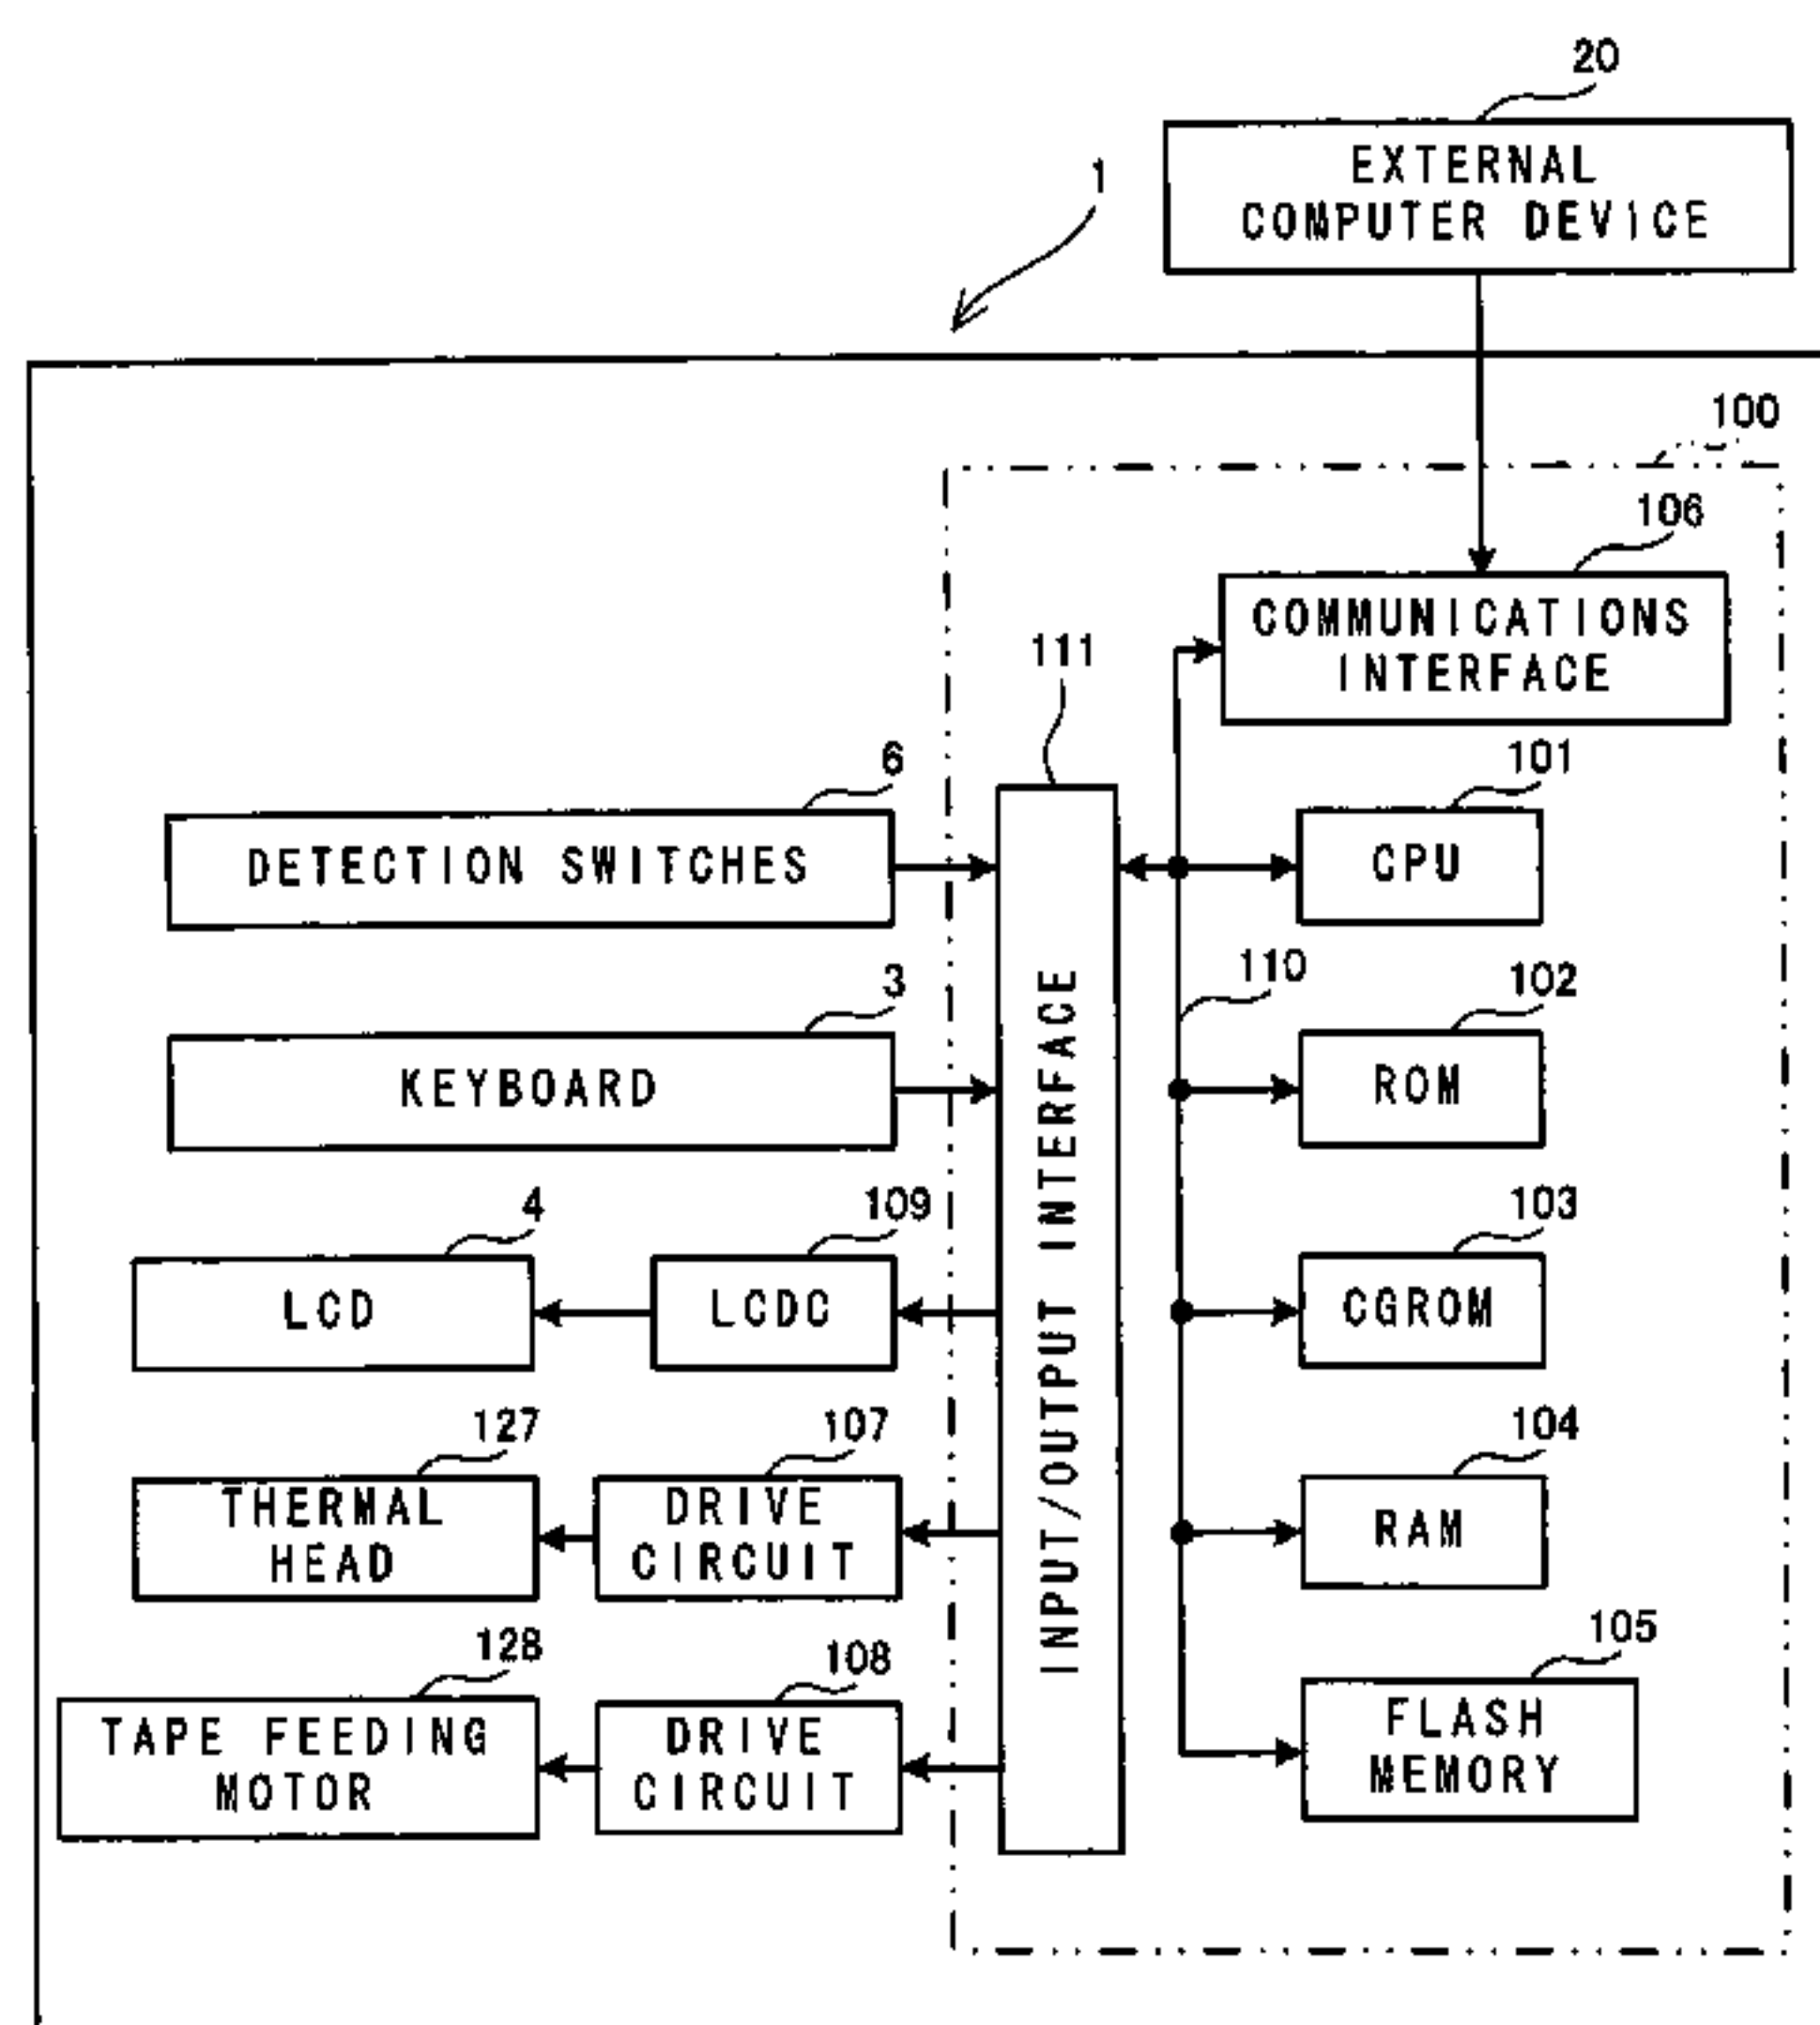 20
EXTERNAL
COMPUTER DEVICE
1
100
106
COMMUNICATIONS
INTERFACE
111
6
DETECTION SWITCHES
101
CPU
110
3
KEYBOARD
102
ROM
INPUT/OUTPUT INTERFACE
4
LCD
109
LCDC
103
CGROM
127
THERMAL
HEAD
107
DRIVE
CIRCUIT
104
RAM
128
TAPE FEEDING
MOTOR
108
DRIVE
CIRCUIT
105
FLASH
MEMORY